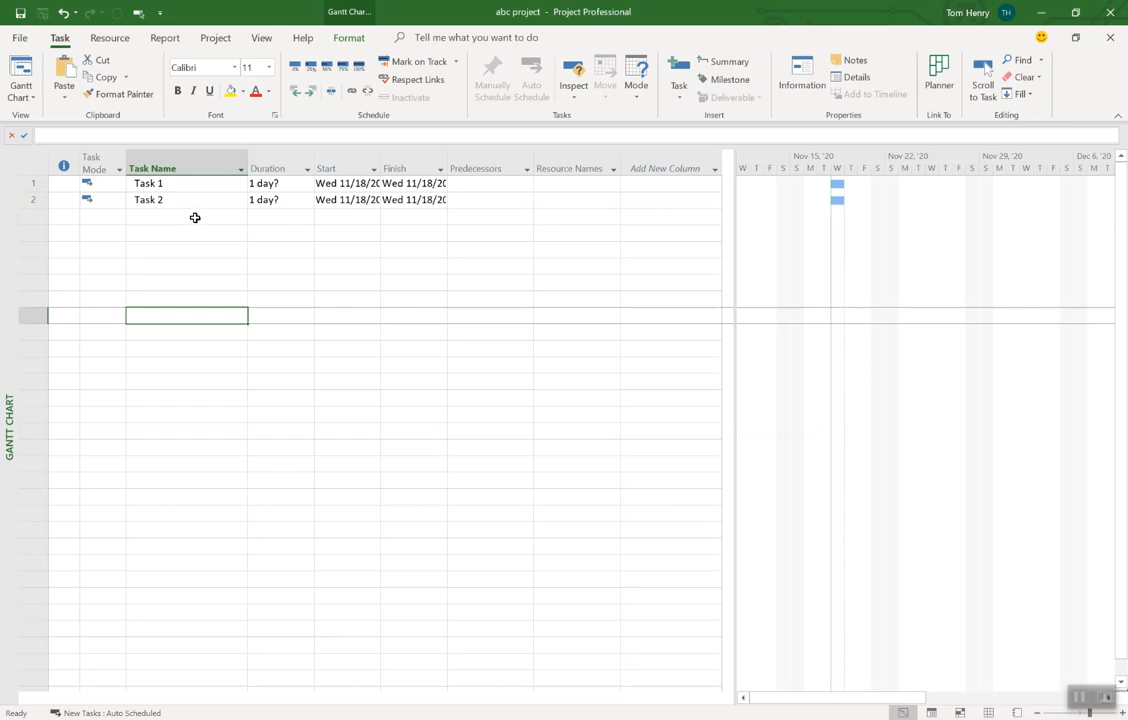 Gantt Char...
abc project - Project Professional
Tom Henry
TH
File Task Resource Report Project View Help Format Tell me what you want to do
Gantt
Chart
View
Paste
Cut
Copy
Format Painter
Clipboard
Calibri 11
B I U A
Font
0% 25% 50% 75% 100%
Mark on Track
Respect Links
Inactivate
Schedule
Manually
Schedule
Auto
Schedule
Inspect
Move
Mode
Tasks
Task
Summary
Milestone
Deliverable
Insert
Information
Notes
Details
Add to Timeline
Properties
Planner
Link To
Scroll
to Task
Find
Clear
Fill
Editing
Task
Mode
Task Name Duration Start Finish Predecessors Resource Names Add New Column
Nov 15, '20 Nov 22, '20 Nov 29, '20 Dec 6, '20
W T F S S M T W T F S S M T W T F S S M T W T F S S M T
1 Task 1 1 day? Wed 11/18/20 Wed 11/18/20
2 Task 2 1 day? Wed 11/18/20 Wed 11/18/20
GANTT CHART
Ready New Tasks : Auto Scheduled